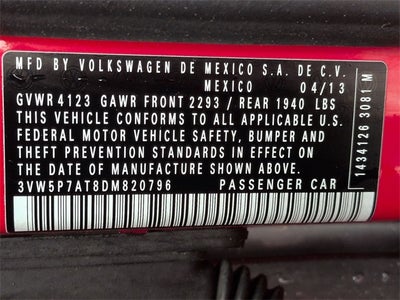 MFD BY VOLKSWAGEN DE MEXICO S.A. DE C.V.
MEXICO 04/13
GVWR 4123 GAWR FRONT 2293 / REAR 1940 LBS
THIS VEHICLE CONFORMS TO ALL APPLICABLE U.S.
FEDERAL MOTOR VEHICLE SAFETY, BUMPER AND
THEFT PREVENTION STANDARDS IN EFFECT ON
THE DATE OF MANUFACTURE SHOWN ABOVE.
3VW5P7AT8DM820796 PASSENGER CAR
1434126 3081 M